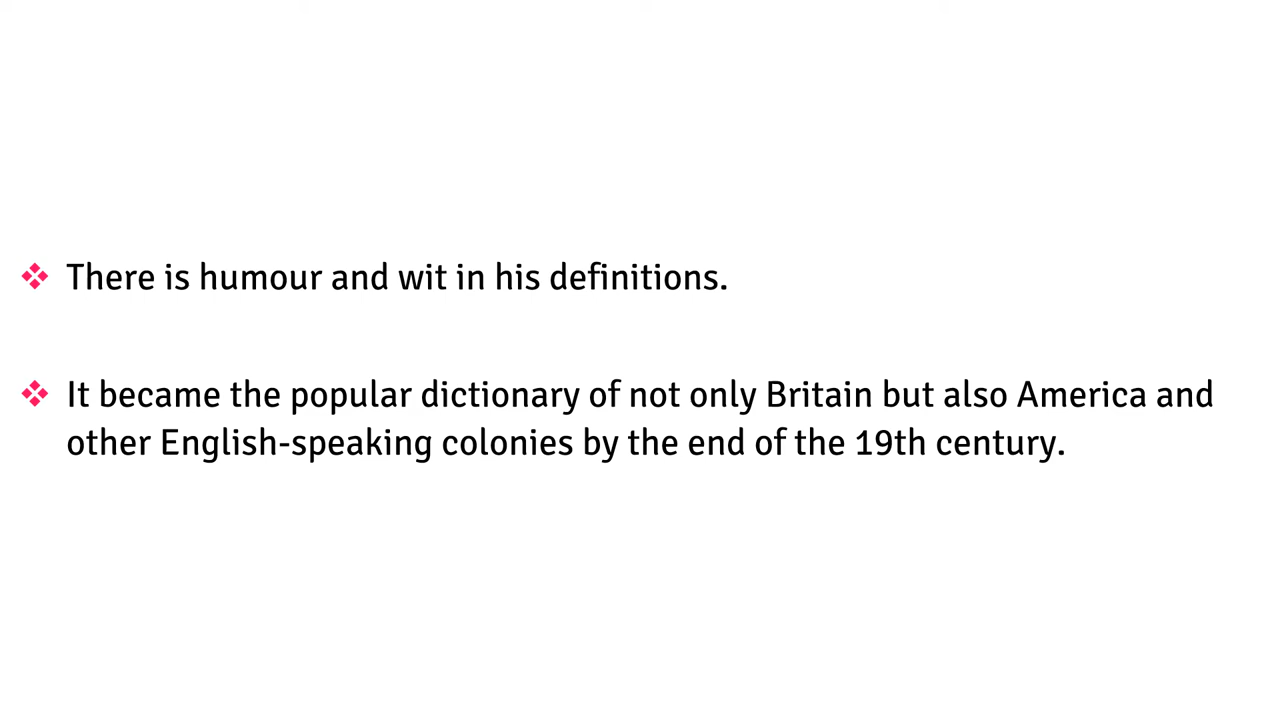 ❖ There is humour and wit in his definitions.
❖ It became the popular dictionary of not only Britain but also America and
other English-speaking colonies by the end of the 19th century.